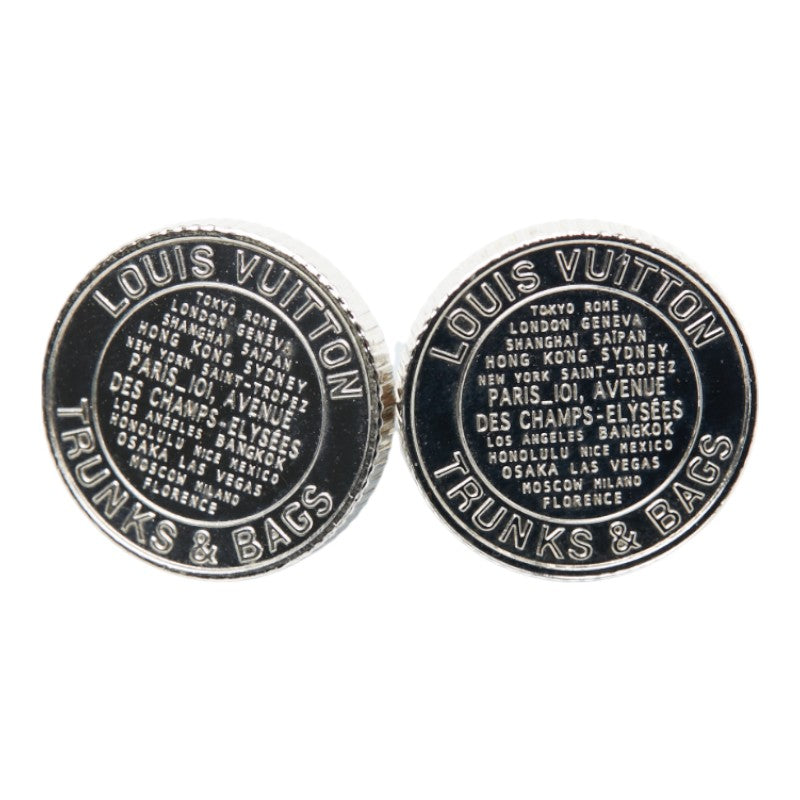 LOUIS VUITTON
TOKYO ROME
LONDON GENEVA
SHANGHAI SAIPAN
HONG KONG SYDNEY
NEW YORK SAINT-TROPEZ
PARIS_101, AVENUE
DES CHAMPS-ELYSÉES
LOS ANGELES BANGKOK
HONOLULU NICE MEXICO
OSAKA LAS VEGAS
MOSCOW MILANO
FLORENCE
TRUNKS & BAGS
LOUIS VUITTON
TOKYO ROME
LONDON GENEVA
SHANGHAI SAIPAN
HONG KONG SYDNEY
NEW YORK SAINT-TROPEZ
PARIS_101, AVENUE
DES CHAMPS-ELYSÉES
LOS ANGELES BANGKOK
HONOLULU NICE MEXICO
OSAKA LAS VEGAS
MOSCOW MILANO
FLORENCE
TRUNKS & BAGS